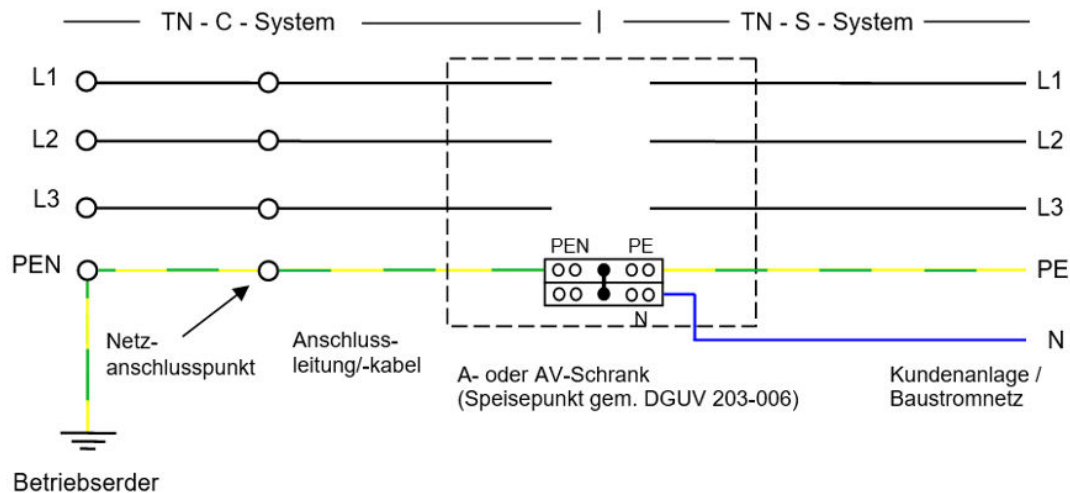 TN - C - System
TN - S - System
L1
L1
L2
L2
L3
L3
PEN
PEN PE
PE
N
N
Netz-
anschlusspunkt
Anschluss-
leitung/-kabel
A- oder AV-Schrank
(Speisepunkt gem. DGUV 203-006)
Kundenanlage /
Baustromnetz
Betriebserder